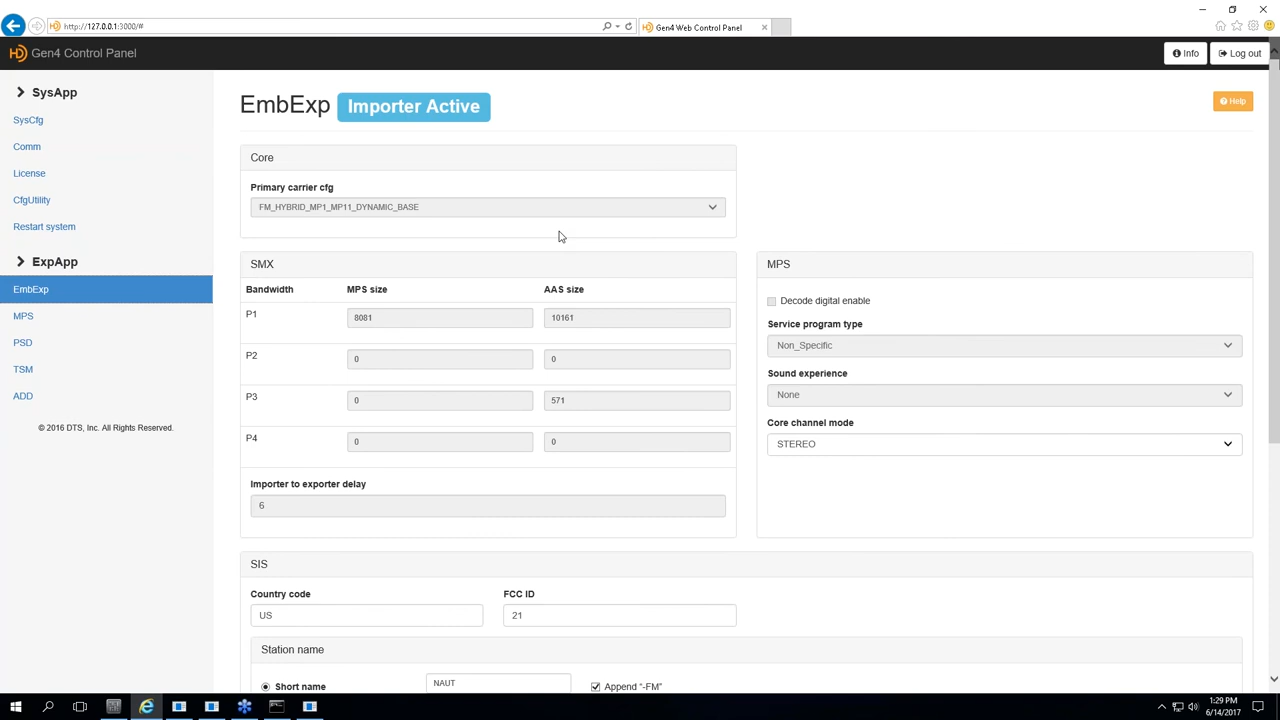 http://127.0.0.1:3000/#
Gen4 Web Control Panel
HD Gen4 Control Panel
Info
Log out
SysApp
SysCfg
Comm
License
CfgUtility
Restart system
ExpApp
EmbExp
MPS
PSD
TSM
ADD
© 2016 DTS, Inc. All Rights Reserved.
EmbExp Importer Active
Help
Core
Primary carrier cfg
FM_HYBRID_MP1_MP11_DYNAMIC_BASE
SMX
Bandwidth MPS size AAS size
P1 8081 10161
P2 0 0
P3 0 571
P4 0 0
Importer to exporter delay
6
MPS
Decode digital enable
Service program type
Non_Specific
Sound experience
None
Core channel mode
STEREO
SIS
Country code FCC ID
US 21
Station name
Short name NAUT Append "-FM"
1:29 PM
6/14/2017